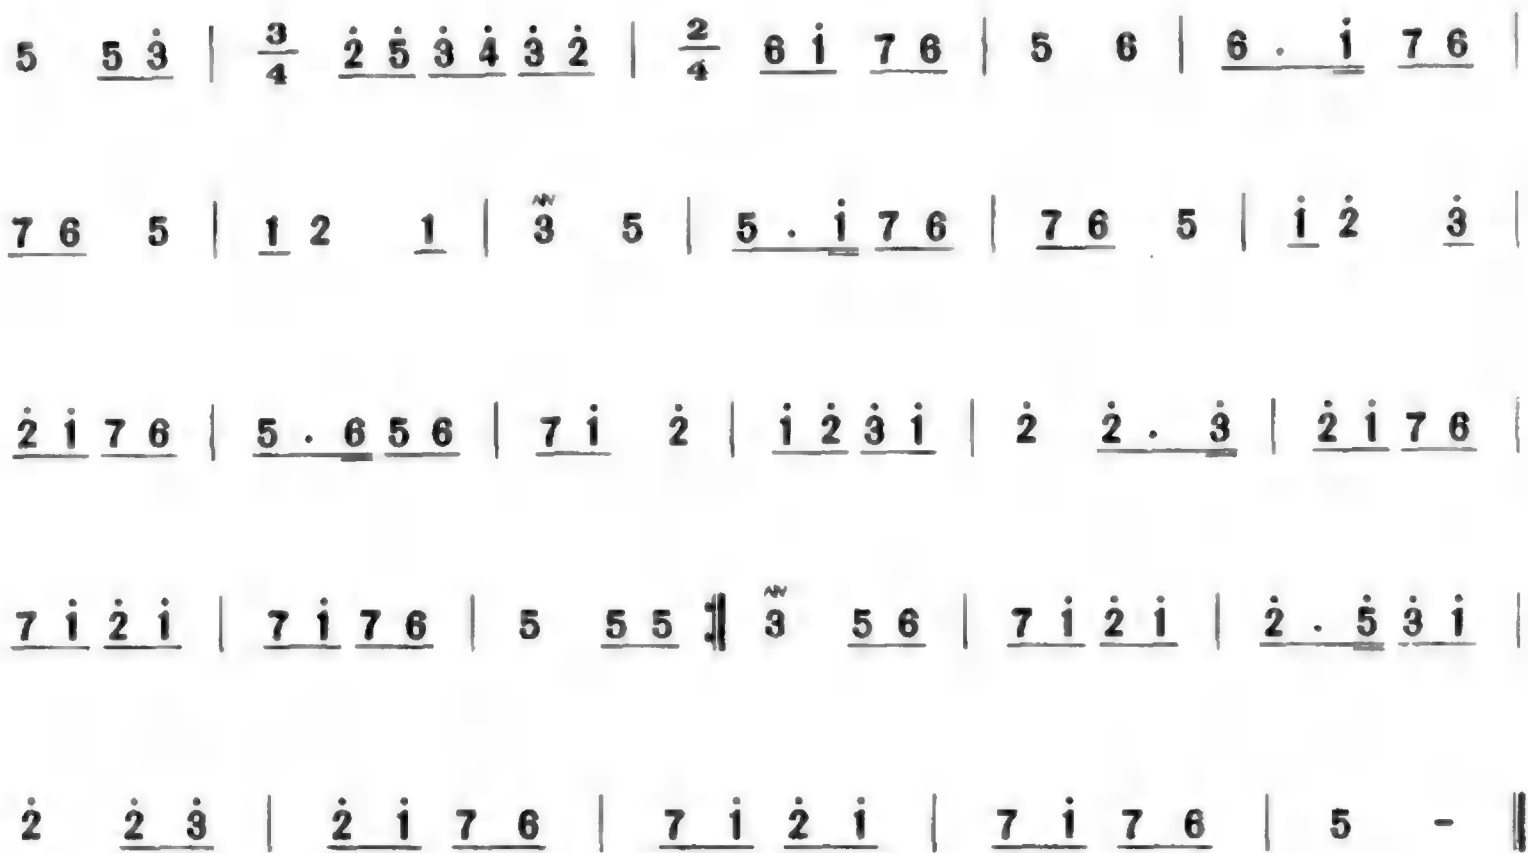 5 5 3̇ | 3/4 2̇ 5̇ 3̇ 4̇ 3̇ 2̇ | 2/4 6 1̇ 7 6 | 5 6 | 6 · 1̇ 7 6 |
7 6 5 | 1 2 1 | 3 5 | 5 · 1̇ 7 6 | 7 6 5 | 1̇ 2̇ 3̇ |
2̇ 1̇ 7 6 | 5 · 6 5 6 | 7 1̇ 2̇ | 1̇ 2̇ 3̇ 1̇ | 2̇ 2̇ · 3̇ | 2̇ 1̇ 7 6 |
7 1̇ 2̇ 1̇ | 7 1̇ 7 6 | 5 5 5 :‖ 3 5 6 | 7 1̇ 2̇ 1̇ | 2̇ · 5̇ 3̇ 1̇ |
2̇ 2̇ 3̇ | 2̇ 1̇ 7 6 | 7 1̇ 2̇ 1̇ | 7 1̇ 7 6 | 5 - ‖